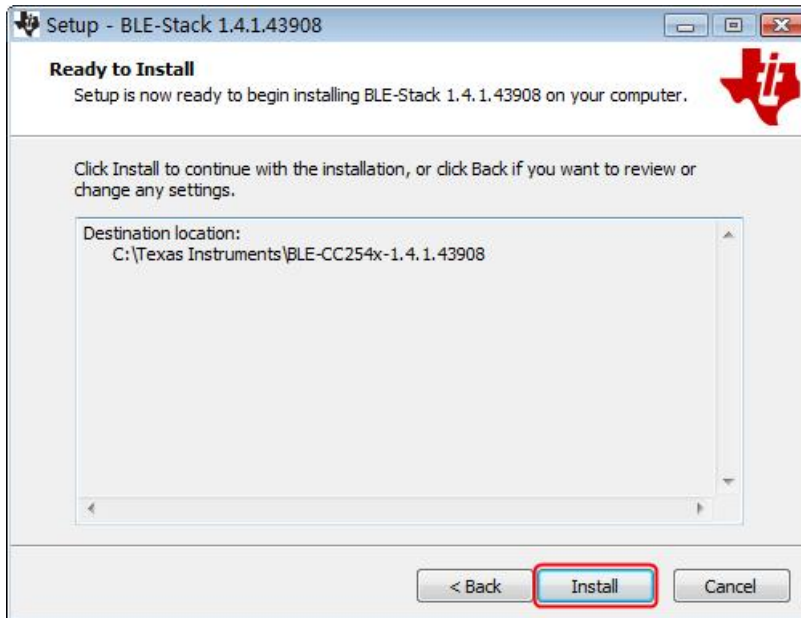 Setup - BLE-Stack 1.4.1.43908
Ready to Install
Setup is now ready to begin installing BLE-Stack 1.4.1.43908 on your computer.
Click Install to continue with the installation, or click Back if you want to review or
change any settings.
Destination location:
C:\Texas Instruments\BLE-CC254x-1.4.1.43908
< Back
Install
Cancel